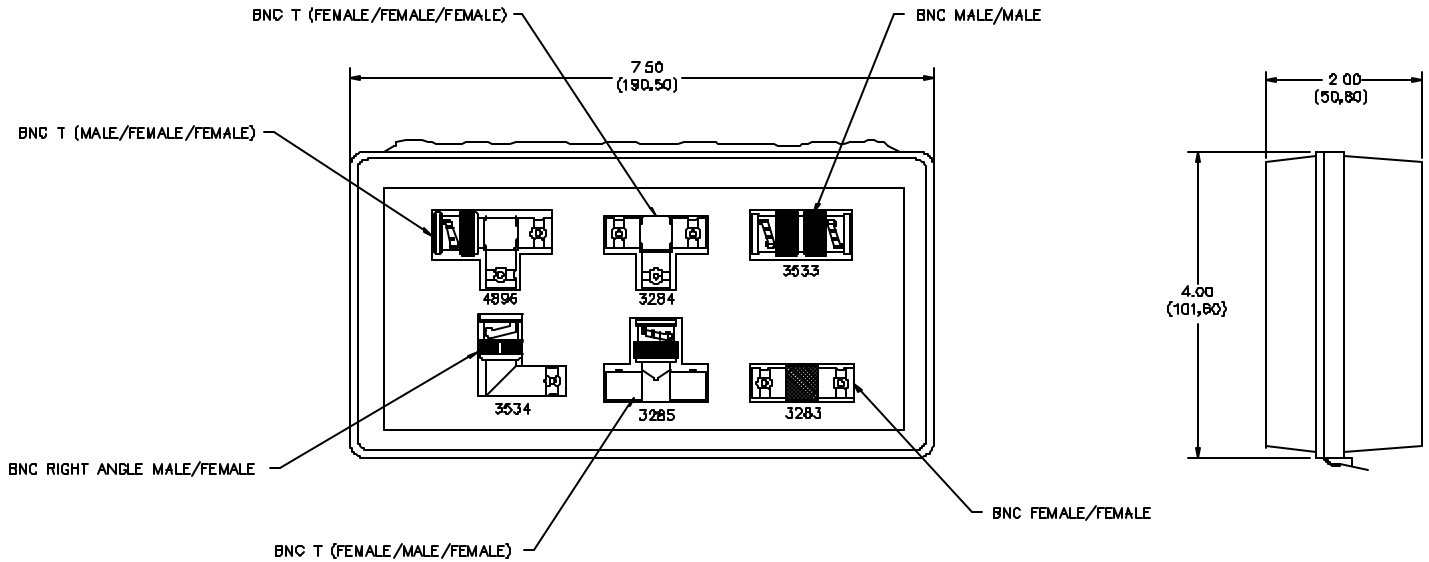 BNC T (FEMALE/FEMALE/FEMALE)
BNC MALE/MALE
7.50
(190.50)
2.00
(50,80)
BNC T (MALE/FEMALE/FEMALE)
4896
3284
3533
4.00
(101,60)
3534
3285
3283
BNC RIGHT ANGLE MALE/FEMALE
BNC FEMALE/FEMALE
BNC T (FEMALE/MALE/FEMALE)